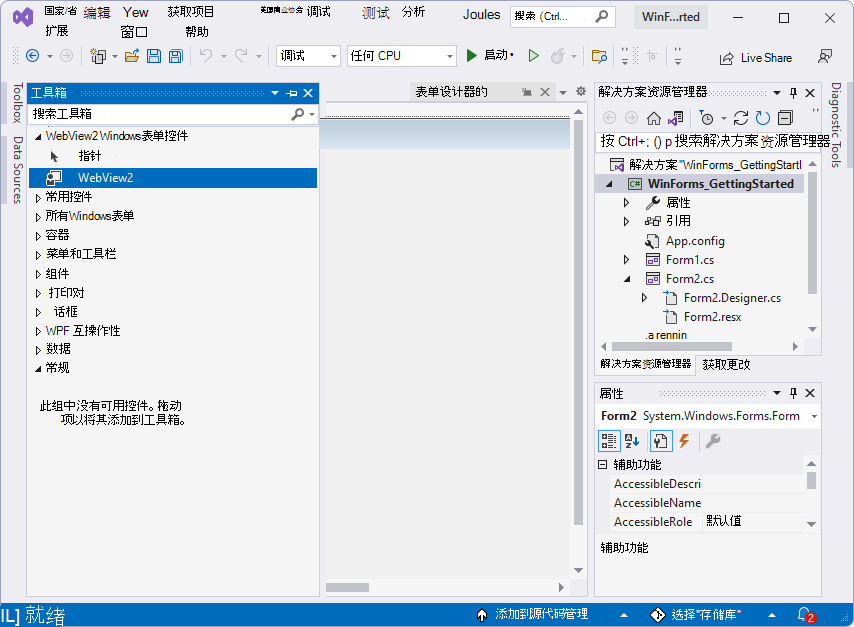 国家/省 编辑 Yew 获取项目 调试 测试 分析 Joules 搜索 (Ctrl... WinF...rted
扩展 窗口 帮助
调试 任何 CPU 启动 Live Share
Toolbox
Data Sources
工具箱
搜索工具箱
WebView2 Windows表单控件
指针
WebView2
常用控件
所有Windows表单
容器
菜单和工具栏
组件
打印对
话框
WPF 互操作性
数据
常规
此组中没有可用控件。拖动
项以将其添加到工具箱。
表单设计器的
解决方案资源管理器
按 Ctrl+; () p 搜索解决方案 资源管理器
解决方案"WinForms_GettingStartl
WinForms_GettingStarted
属性
引用
App.config
Form1.cs
Form2.cs
Form2.Designer.cs
Form2.resx
.a rennin
解决方案资源管理器 获取更改
属性
Form2 System.Windows.Forms.Form
辅助功能
AccessibleDescri
AccessibleName
AccessibleRole 默认值
辅助功能
Diagnostic Tools
IL] 就绪 添加到源代码管理 选择"存储库" 2